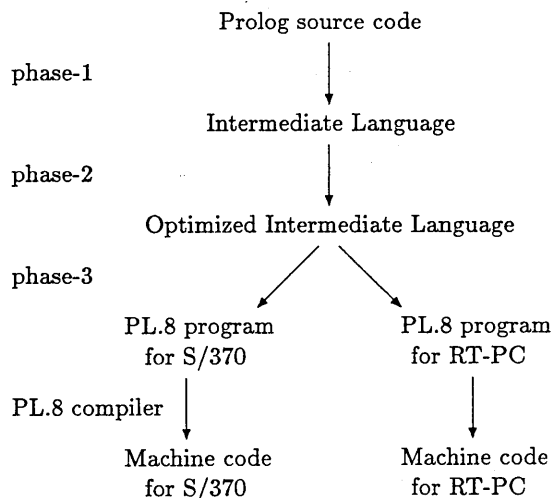 Prolog source code
phase-1
Intermediate Language
phase-2
Optimized Intermediate Language
phase-3
PL.8 program
for S/370
PL.8 program
for RT-PC
PL.8 compiler
Machine code
for S/370
Machine code
for RT-PC